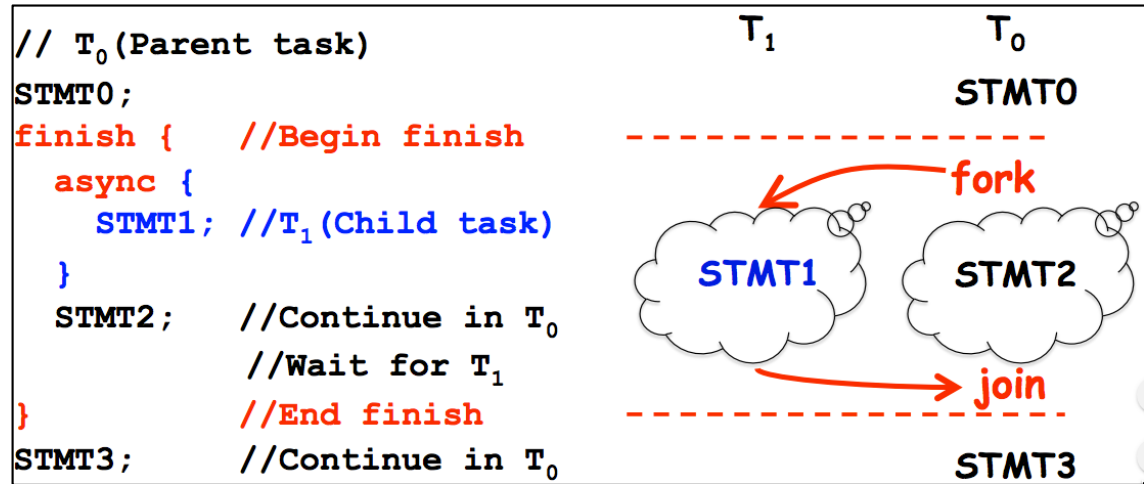 // T₀(Parent task)
STMT0;
finish {    //Begin finish
  async {
    STMT1; //T₁(Child task)
  }
  STMT2;    //Continue in T₀
            //Wait for T₁
}           //End finish
STMT3;      //Continue in T₀
T₁ T₀
STMT0
fork
STMT1 STMT2
join
STMT3